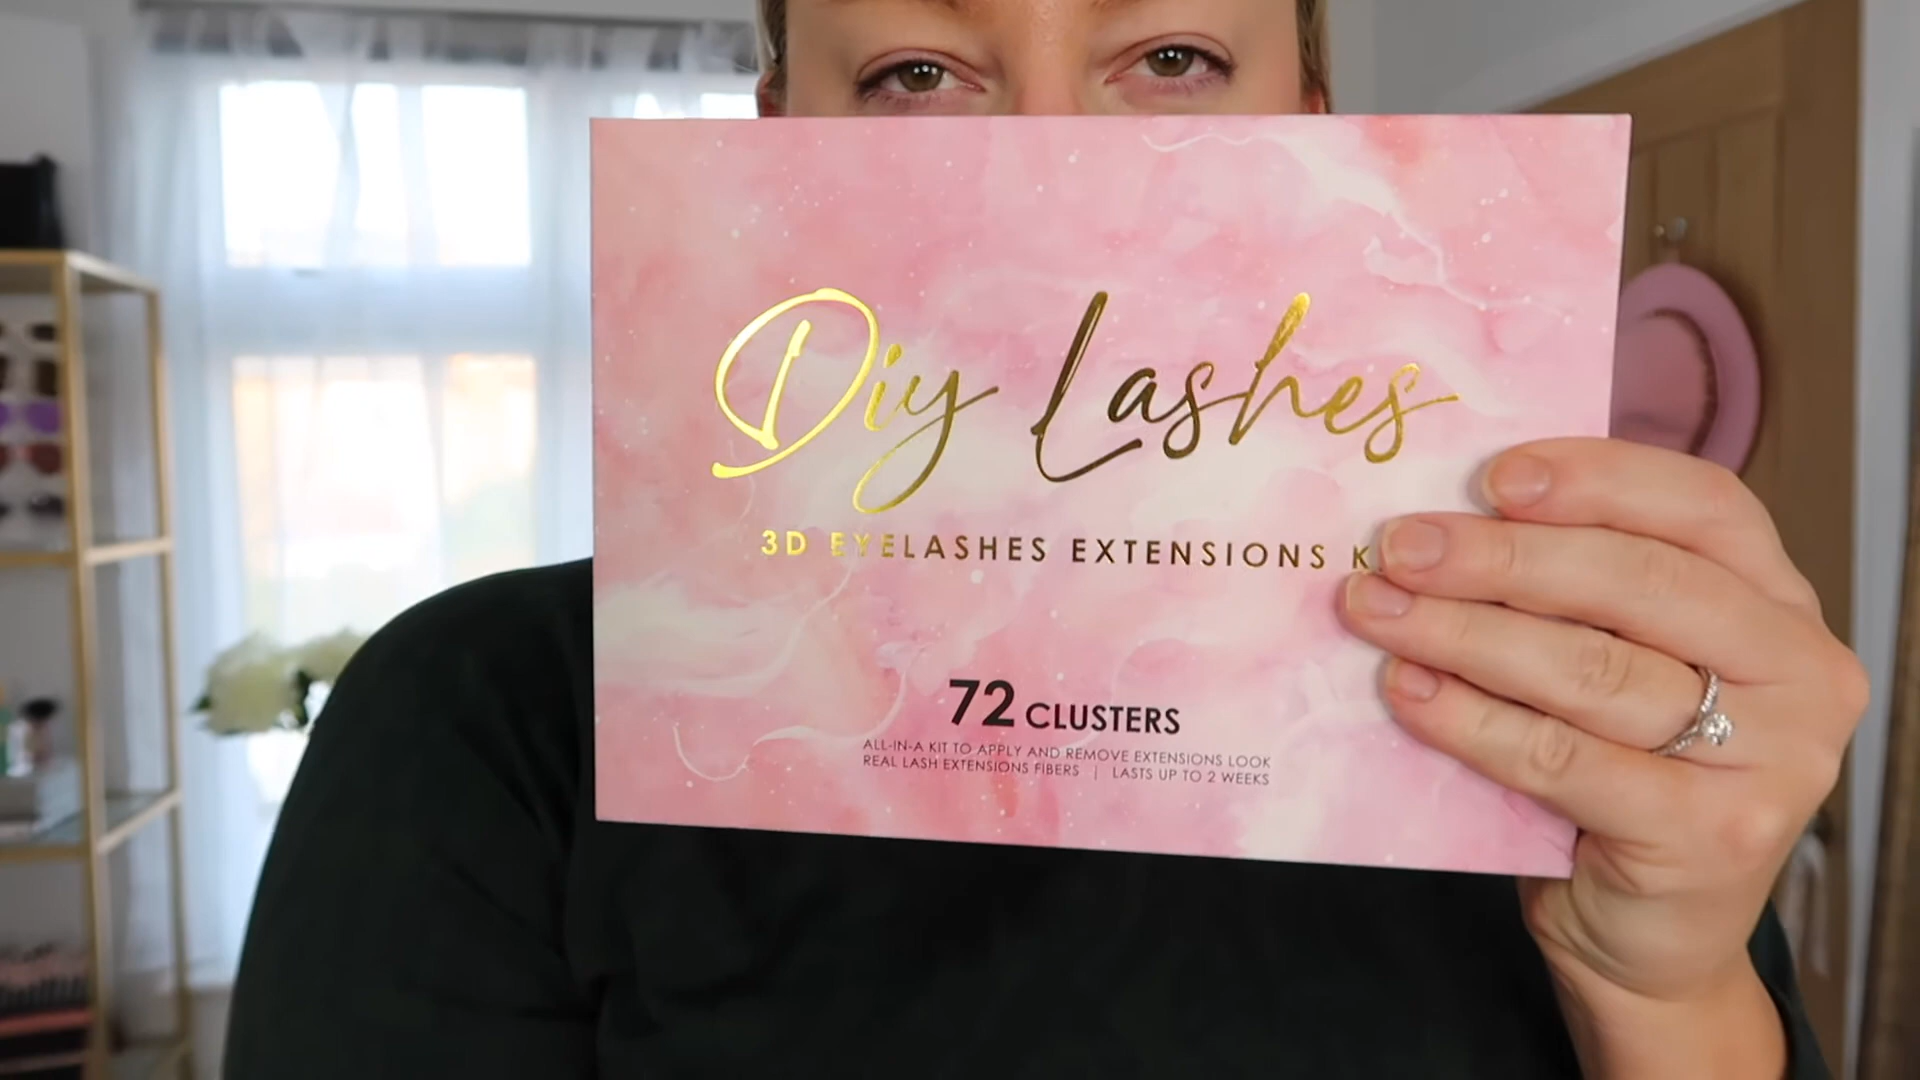 Diy Lashes
3D EYELASHES EXTENSIONS K
72 CLUSTERS
ALL-IN-A KIT TO APPLY AND REMOVE EXTENSIONS LOOK
REAL LASH EXTENSIONS FIBERS | LASTS UP TO 2 WEEKS